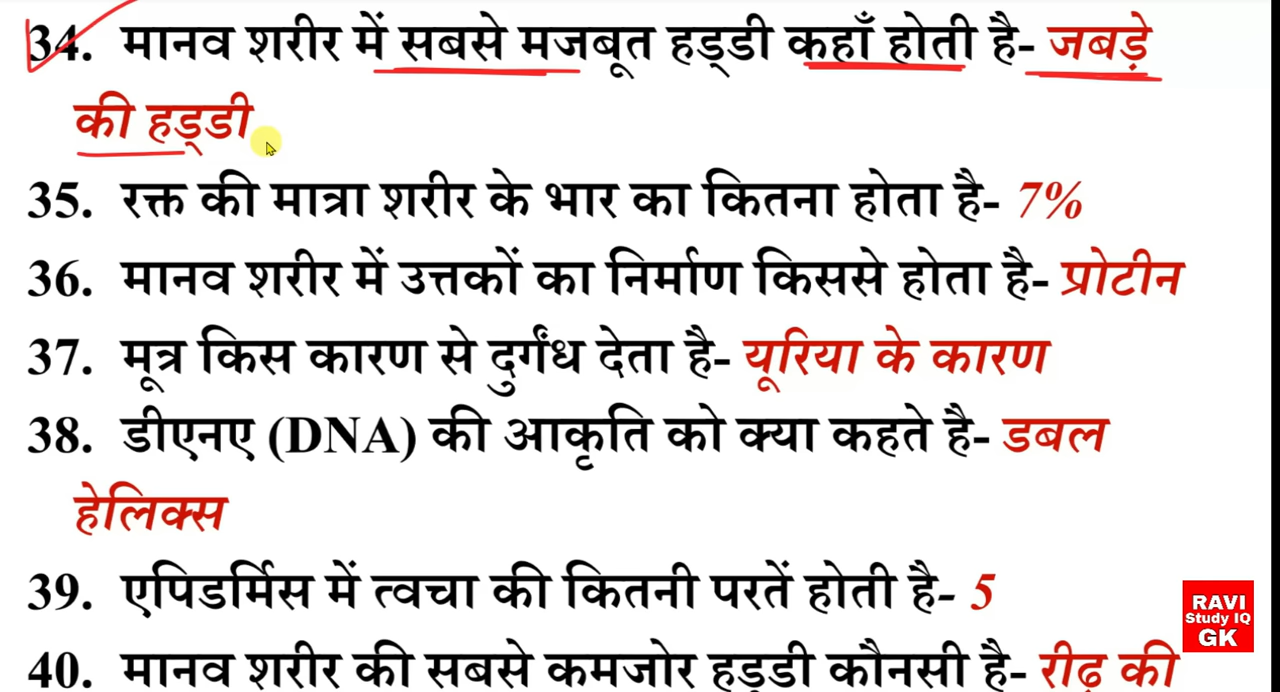 34. मानव शरीर में सबसे मजबूत हड्डी कहाँ होती है- जबड़े
की हड्डी
35. रक्त की मात्रा शरीर के भार का कितना होता है- 7%
36. मानव शरीर में उत्तकों का निर्माण किससे होता है- प्रोटीन
37. मूत्र किस कारण से दुर्गंध देता है- यूरिया के कारण
38. डीएनए (DNA) की आकृति को क्या कहते है- डबल
हेलिक्स
39. एपिडर्मिस में त्वचा की कितनी परतें होती है- 5
40. मानव शरीर की सबसे कमजोर हड्डी कौनसी है- रीढ़ की
RAVI
Study IQ
GK